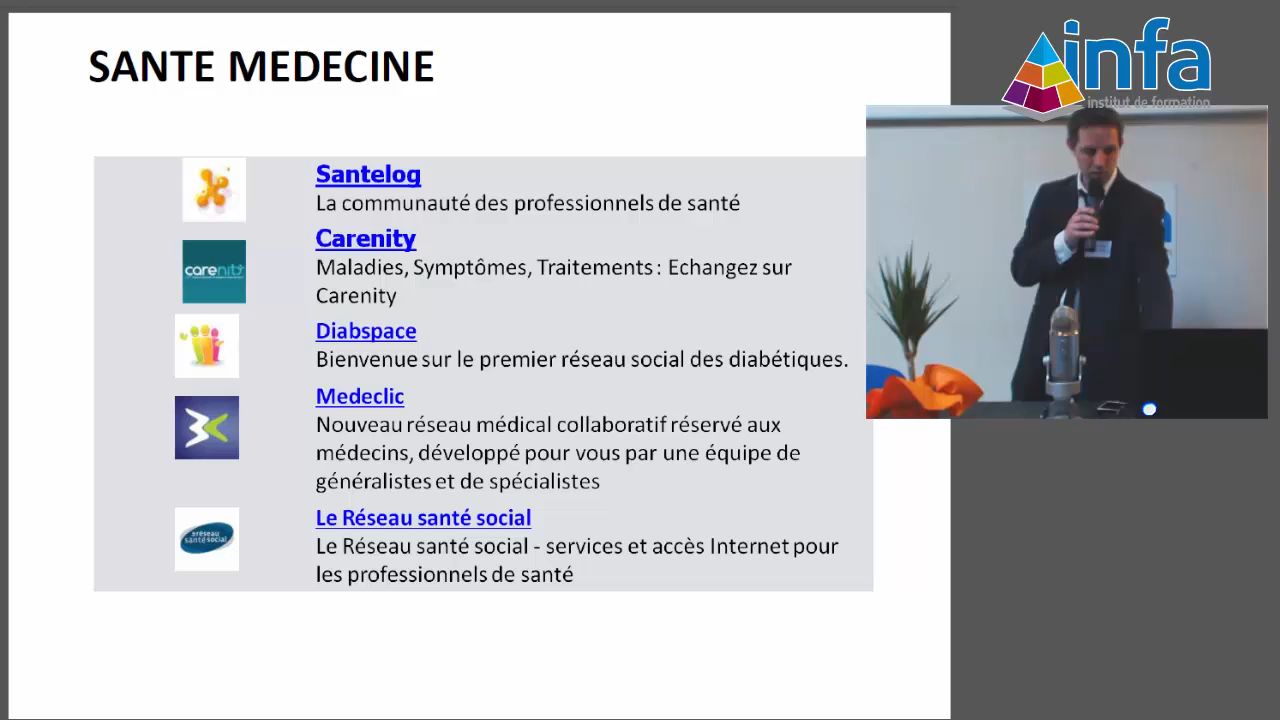 SANTE MEDECINE
infa
institut de formation
Santelog
La communauté des professionnels de santé
carenity
Carenity
Maladies, Symptômes, Traitements : Echangez sur
Carenity
Diabspace
Bienvenue sur le premier réseau social des diabétiques.
Medeclic
Nouveau réseau médical collaboratif réservé aux
médecins, développé pour vous par une équipe de
généralistes et de spécialistes
réseau
santé social
Le Réseau santé social
Le Réseau santé social - services et accès Internet pour
les professionnels de santé